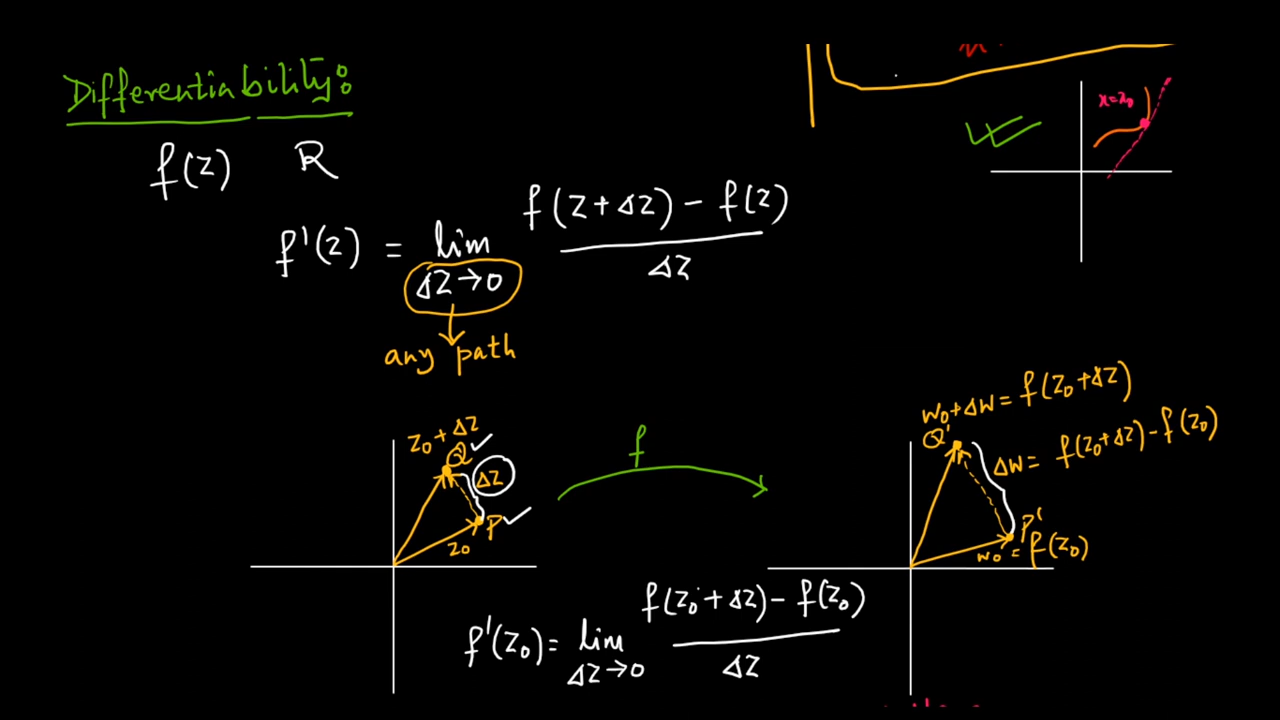 Differentiability:
f(z) R
f'(z) = lim Δz→0 f(z+Δz) - f(z) / Δz
any path
x=x₀
z₀+Δz
Q
Δz
P
z₀
f
w₀+Δw = f(z₀+Δz)
Q'
Δw = f(z₀+Δz) - f(z₀)
P'
w₀ = f(z₀)
f'(z₀) = lim Δz→0 f(z₀+Δz) - f(z₀) / Δz